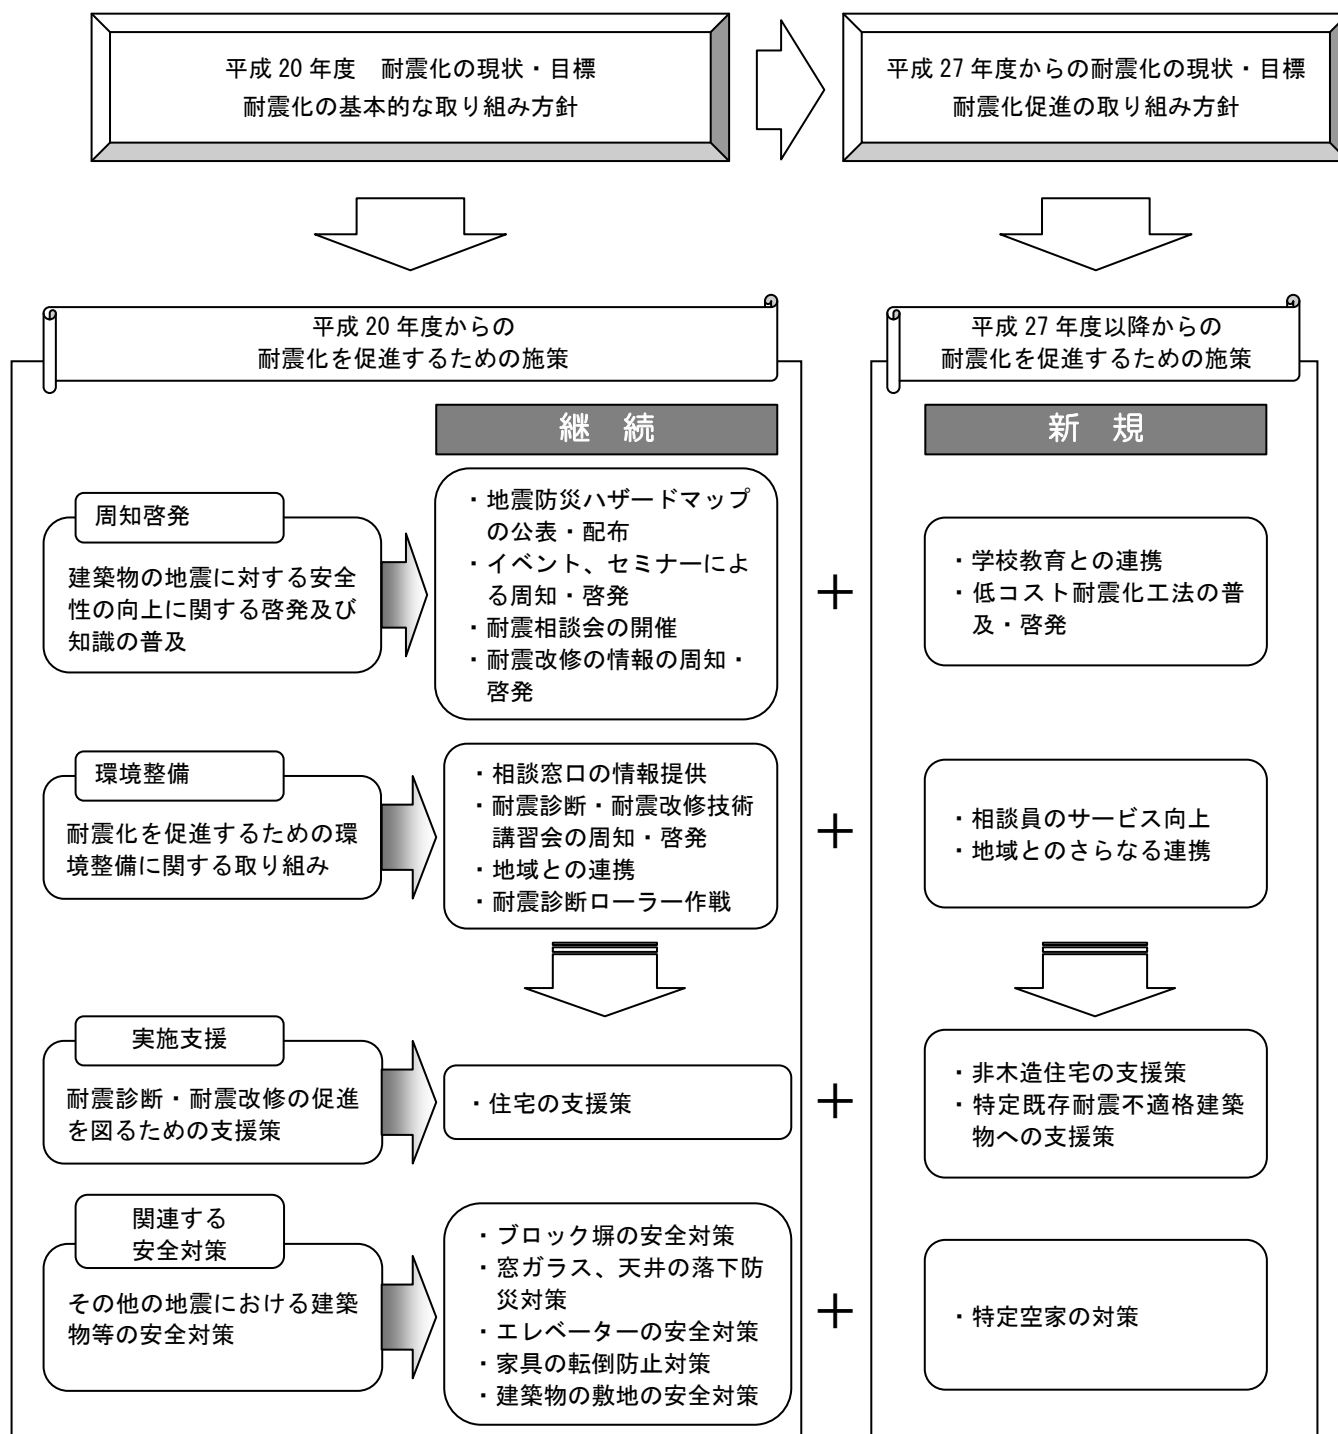 平成 20 年度　耐震化の現状・目標
耐震化の基本的な取り組み方針
平成 27 年度からの耐震化の現状・目標
耐震化促進の取り組み方針
平成 20 年度からの
耐震化を促進するための施策
平成 27 年度以降からの
耐震化を促進するための施策
継　続
新　規
周知啓発
建築物の地震に対する安全
性の向上に関する啓発及び
知識の普及
・地震防災ハザードマップ
の公表・配布
・イベント、セミナーによ
る周知・啓発
・耐震相談会の開催
・耐震改修の情報の周知・
啓発
＋
・学校教育との連携
・低コスト耐震化工法の普
及・啓発
環境整備
耐震化を促進するための環
境整備に関する取り組み
・相談窓口の情報提供
・耐震診断・耐震改修技術
講習会の周知・啓発
・地域との連携
・耐震診断ローラー作戦
＋
・相談員のサービス向上
・地域とのさらなる連携
実施支援
耐震診断・耐震改修の促進
を図るための支援策
・住宅の支援策
＋
・非木造住宅の支援策
・特定既存耐震不適格建築
物への支援策
関連する
安全対策
その他の地震における建築
物等の安全対策
・ブロック塀の安全対策
・窓ガラス、天井の落下防
災対策
・エレベーターの安全対策
・家具の転倒防止対策
・建築物の敷地の安全対策
＋
・特定空家の対策